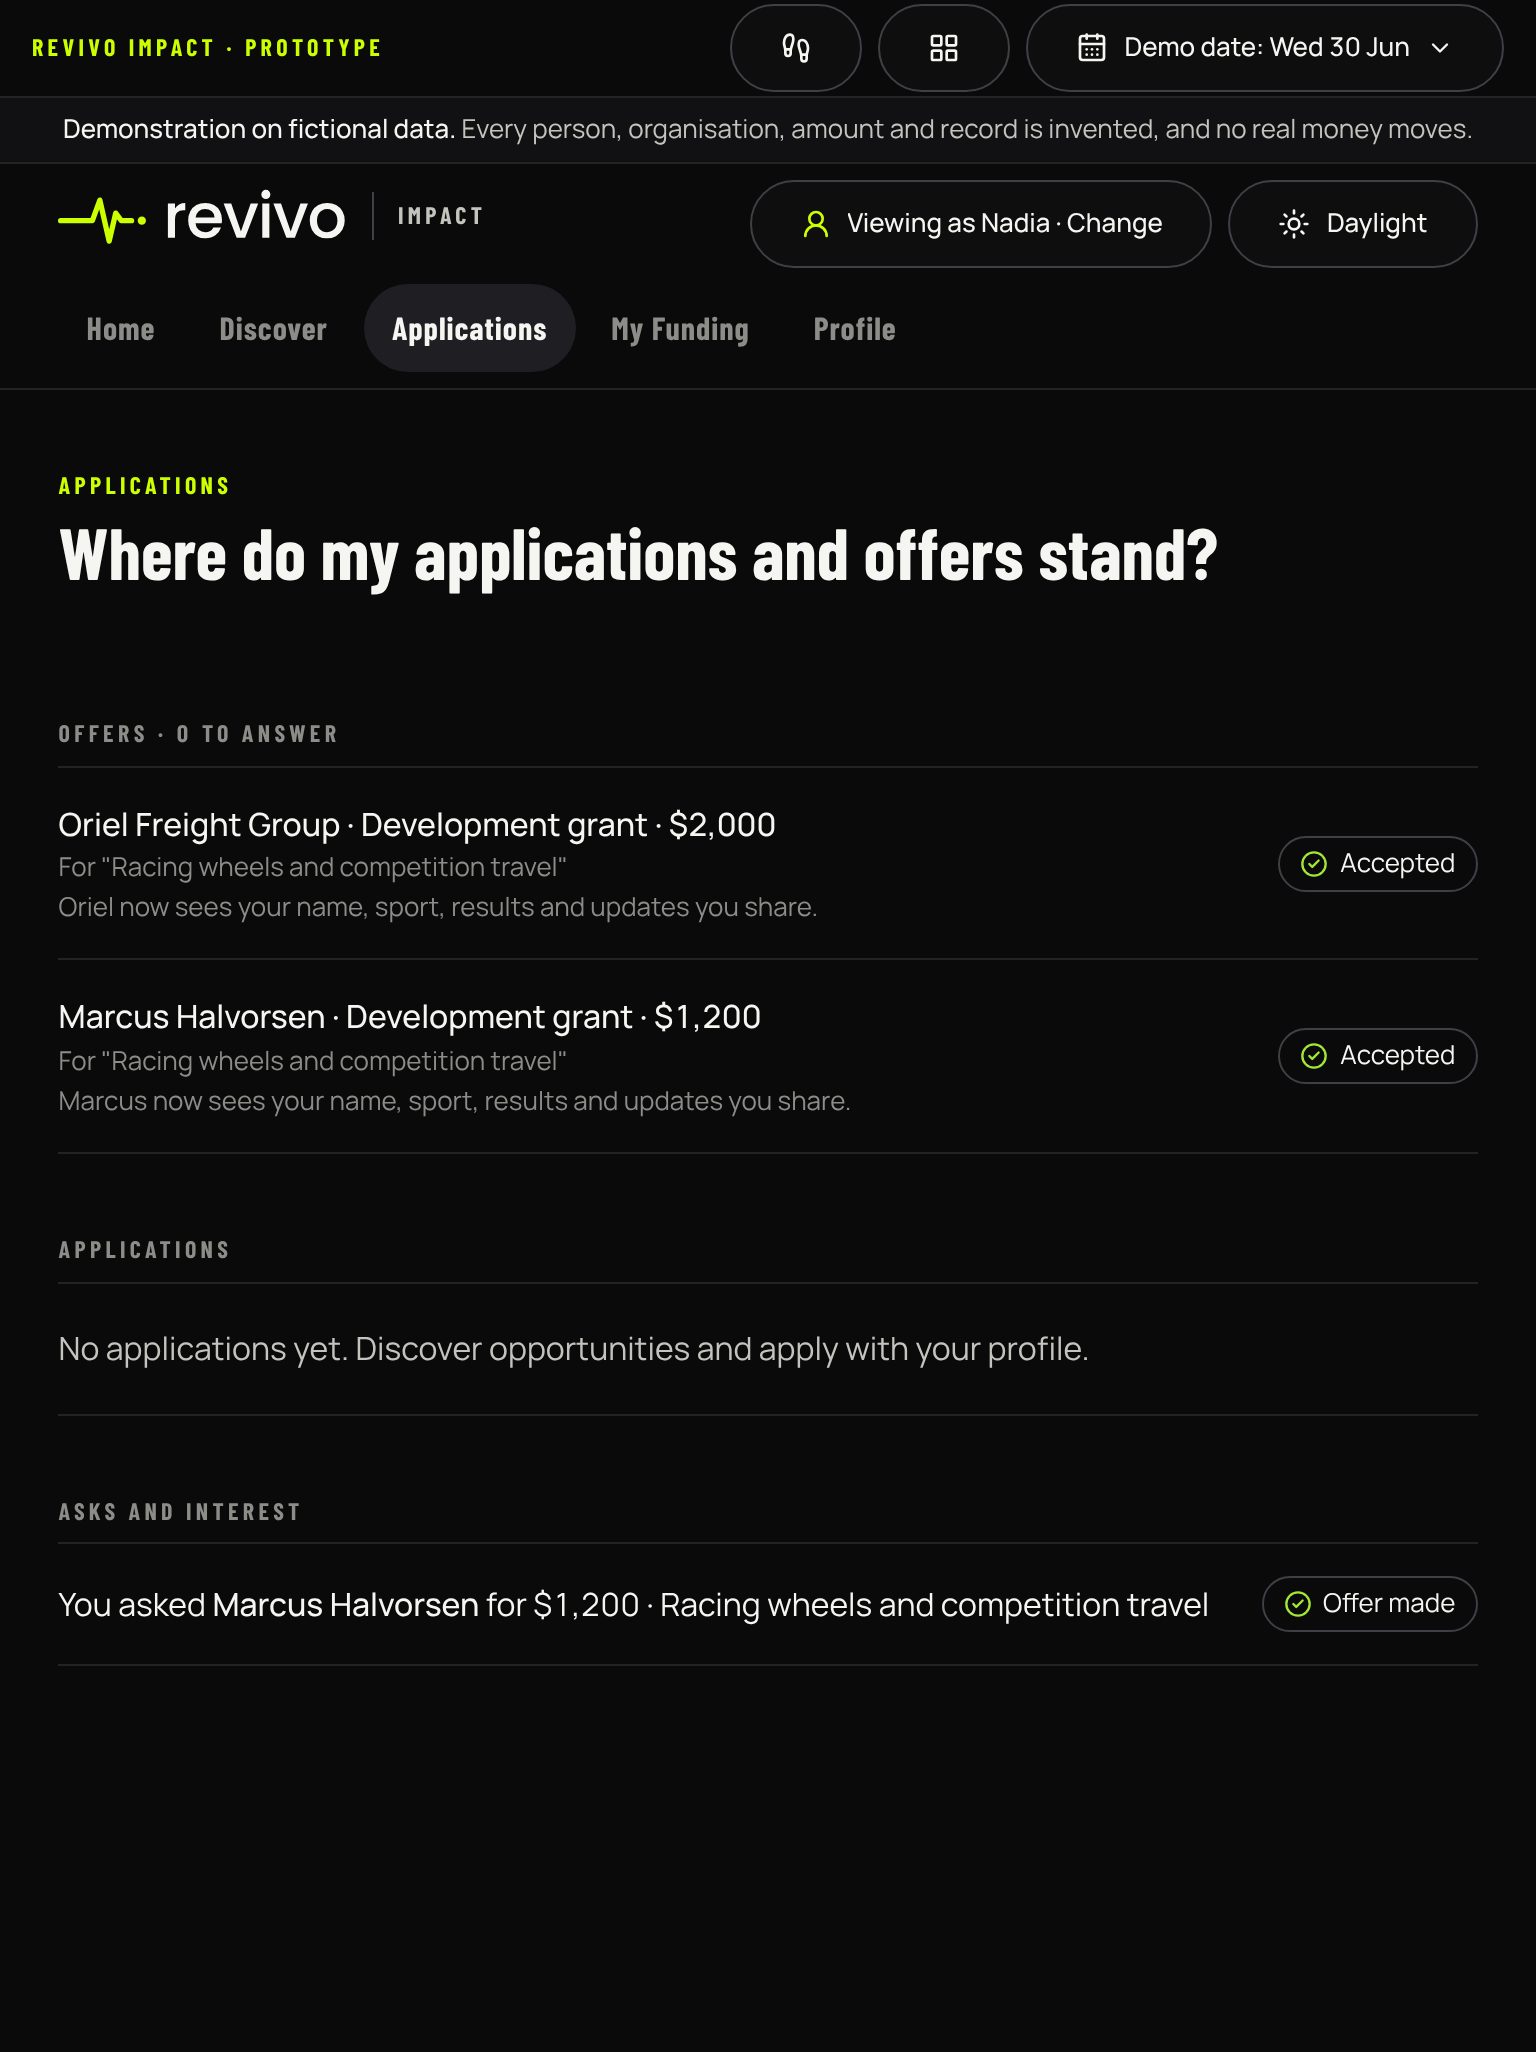 REVIVO IMPACT · PROTOTYPE
Demo date: Wed 30 Jun
Demonstration on fictional data. Every person, organisation, amount and record is invented, and no real money moves.
revivo
IMPACT
Viewing as Nadia · Change
Daylight
Home
Discover
Applications
My Funding
Profile
APPLICATIONS
Where do my applications and offers stand?
OFFERS · 0 TO ANSWER
Oriel Freight Group · Development grant · $2,000
For "Racing wheels and competition travel"
Oriel now sees your name, sport, results and updates you share.
Accepted
Marcus Halvorsen · Development grant · $1,200
For "Racing wheels and competition travel"
Marcus now sees your name, sport, results and updates you share.
Accepted
APPLICATIONS
No applications yet. Discover opportunities and apply with your profile.
ASKS AND INTEREST
You asked Marcus Halvorsen for $1,200 · Racing wheels and competition travel
Offer made